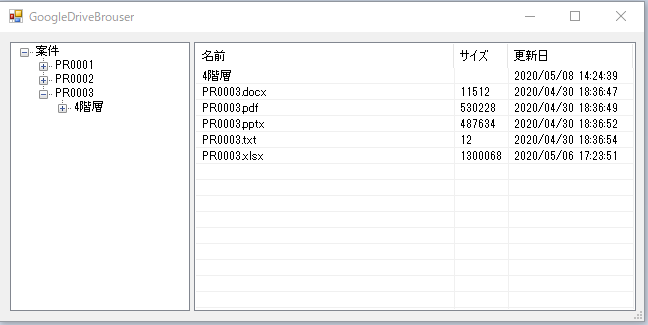 GoogleDriveBrouser
案件
PR0001
PR0002
PR0003
4階層
名前 サイズ 更新日
4階層 2020/05/08 14:24:39
PR0003.docx 11512 2020/04/30 18:36:47
PR0003.pdf 530228 2020/04/30 18:36:49
PR0003.pptx 487634 2020/04/30 18:36:52
PR0003.txt 12 2020/04/30 18:36:54
PR0003.xlsx 1300068 2020/05/06 17:23:51